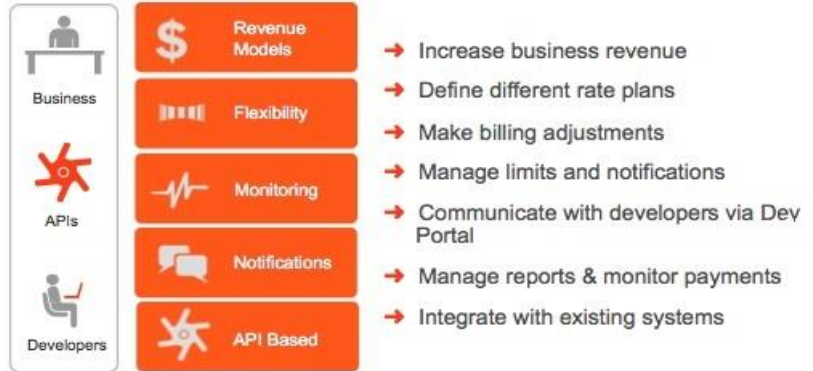 Business
APIs
Developers
$
Revenue
Models
Flexibility
Monitoring
Notifications
API Based
➔ Increase business revenue
➔ Define different rate plans
➔ Make billing adjustments
➔ Manage limits and notifications
➔ Communicate with developers via Dev
Portal
➔ Manage reports & monitor payments
➔ Integrate with existing systems